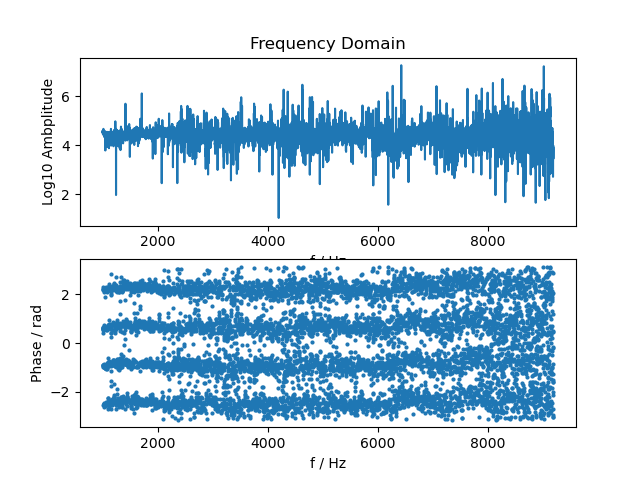 Frequency Domain
Log10 Ambplitude
6
4
2
2000 4000 6000 8000
f / Hz
Phase / rad
2
0
−2
2000 4000 6000 8000
f / Hz